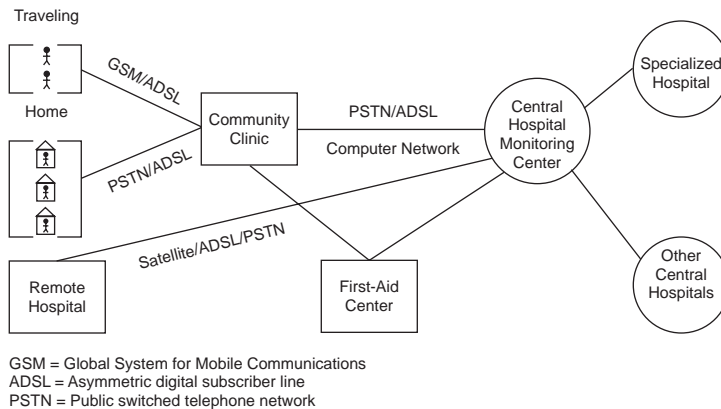 Traveling
GSM/ADSL
Home
PSTN/ADSL
Community
Clinic
PSTN/ADSL
Computer Network
Central
Hospital
Monitoring
Center
Specialized
Hospital
Satellite/ADSL/PSTN
Remote
Hospital
First-Aid
Center
Other
Central
Hospitals
GSM = Global System for Mobile Communications
ADSL = Asymmetric digital subscriber line
PSTN = Public switched telephone network